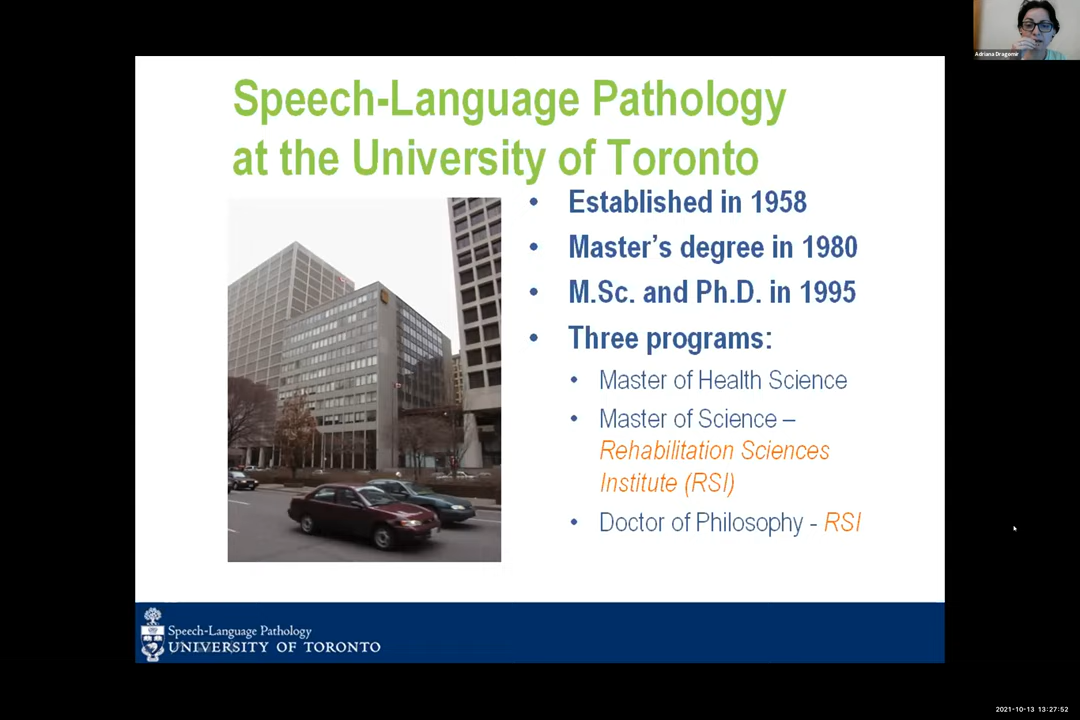 Adriana Dragomir
Speech-Language Pathology
at the University of Toronto
• Established in 1958
• Master's degree in 1980
• M.Sc. and Ph.D. in 1995
• Three programs:
• Master of Health Science
• Master of Science –
Rehabilitation Sciences
Institute (RSI)
• Doctor of Philosophy - RSI
Speech-Language Pathology
UNIVERSITY OF TORONTO
2021-10-13 13:27:52